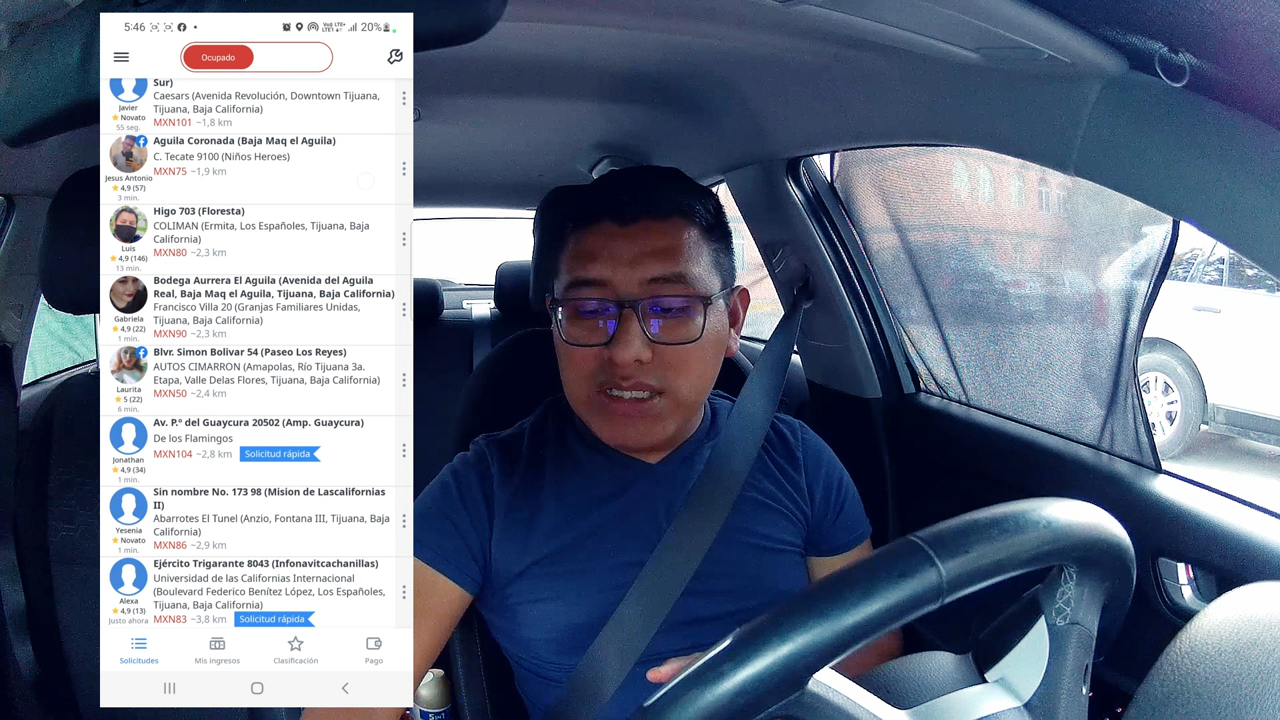 5:46
VoB LTE+
LTE1
20%
Ocupado
Sur)
Caesars (Avenida Revolución, Downtown Tijuana,
Tijuana, Baja California)
MXN101 ~1,8 km
Javier
Novato
55 seg.
Aguila Coronada (Baja Maq el Aguila)
C. Tecate 9100 (Niños Heroes)
MXN75 ~1,9 km
Jesus Antonio
4,9 (57)
3 min.
Higo 703 (Floresta)
COLIMAN (Ermita, Los Españoles, Tijuana, Baja
California)
MXN80 ~2,3 km
Luis
4,9 (146)
13 min.
Bodega Aurrera El Aguila (Avenida del Aguila
Real, Baja Maq el Aguila, Tijuana, Baja California)
Francisco Villa 20 (Granjas Familiares Unidas,
Tijuana, Baja California)
MXN90 ~2,3 km
Gabriela
4,9 (22)
1 min.
Blvr. Simon Bolivar 54 (Paseo Los Reyes)
AUTOS CIMARRON (Amapolas, Río Tijuana 3a.
Etapa, Valle Delas Flores, Tijuana, Baja California)
MXN50 ~2,4 km
Laurita
5 (22)
6 min.
Av. P.º del Guaycura 20502 (Amp. Guaycura)
De los Flamingos
MXN104 ~2,8 km Solicitud rápida
Jonathan
4,9 (34)
1 min.
Sin nombre No. 173 98 (Mision de Lascalifornias
II)
Abarrotes El Tunel (Anzio, Fontana III, Tijuana, Baja
California)
MXN86 ~2,9 km
Yesenia
Novato
1 min.
Ejército Trigarante 8043 (Infonavitcachanillas)
Universidad de las Californias Internacional
(Boulevard Federico Benítez López, Los Españoles,
Tijuana, Baja California)
MXN83 ~3,8 km Solicitud rápida
Alexa
4,9 (13)
Justo ahora
Solicitudes
Mis ingresos
Clasificación
Pago